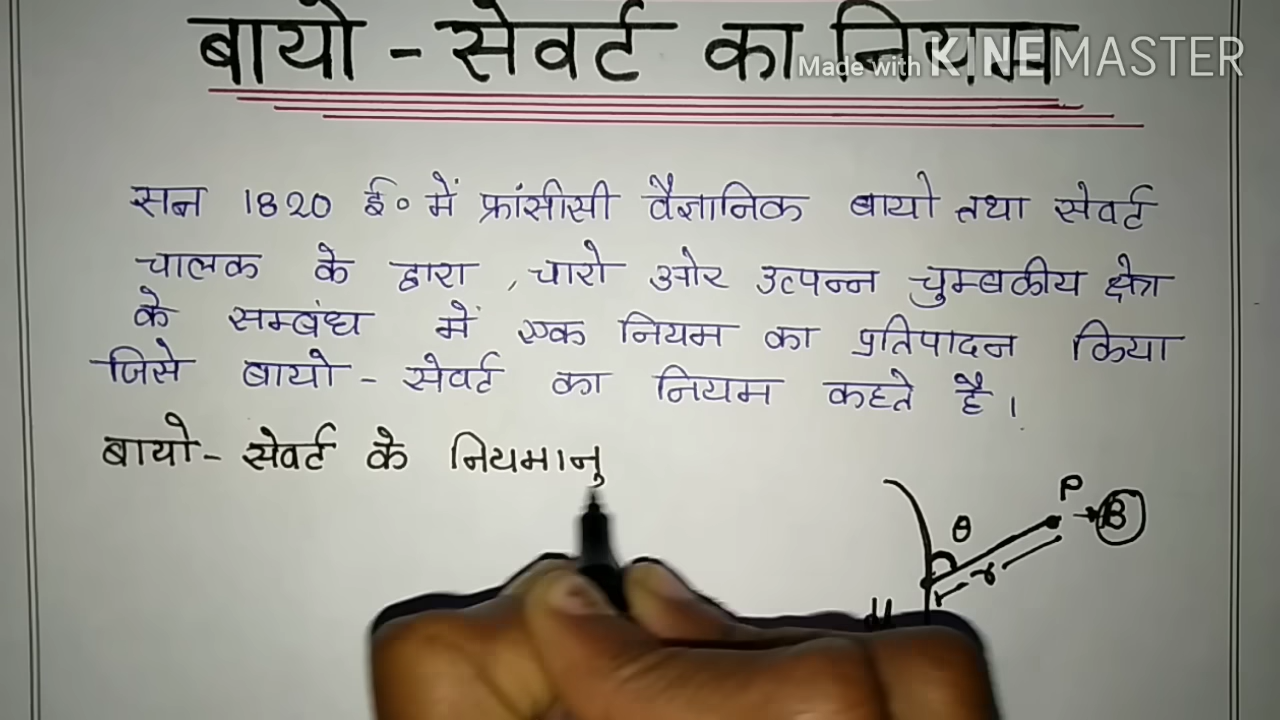 बायो - सेवर्ट का नियम
Made with KINEMASTER
सन 1820 ई० में फ्रांसीसी वैज्ञानिक बायो तथा सेवर्ट
चालक के द्वारा , चारो ओर उत्पन्न चुम्बकीय क्षेत्र
के सम्बंध में एक नियम का प्रतिपादन किया
जिसे बायो - सेवर्ट का नियम कहते है।
बायो - सेवर्ट के नियमानु
P
B
θ
r
dl